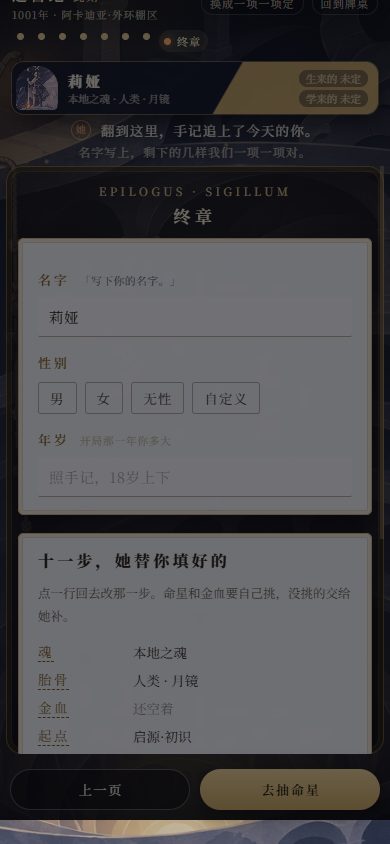 1001年 · 阿卡迪亚·外环棚区
换成一项一项定
回到牌桌
终章
莉娅
本地之魂 · 人类 · 月镜
生来的 未定
学来的 未定
她 翻到这里，手记追上了今天的你。
名字写上，剩下的几样我们一项一项对。
EPILOGUS · SIGILLUM
终章
名字 「写下你的名字。」
莉娅
性别
男 女 无性 自定义
年岁 开局那一年你多大
照手记，18岁上下
十一步，她替你填好的
点一行回去改那一步。命星和金血要自己挑，没挑的交给
她补。
魂 本地之魂
胎骨 人类 · 月镜
金血 还空着
起点 启源·初识
上一页 去抽命星